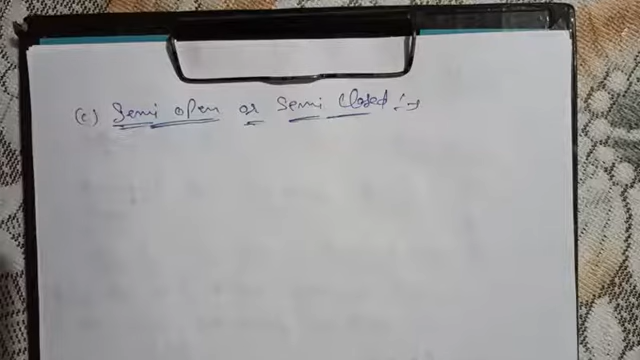 (c) Semi open or Semi closed :→